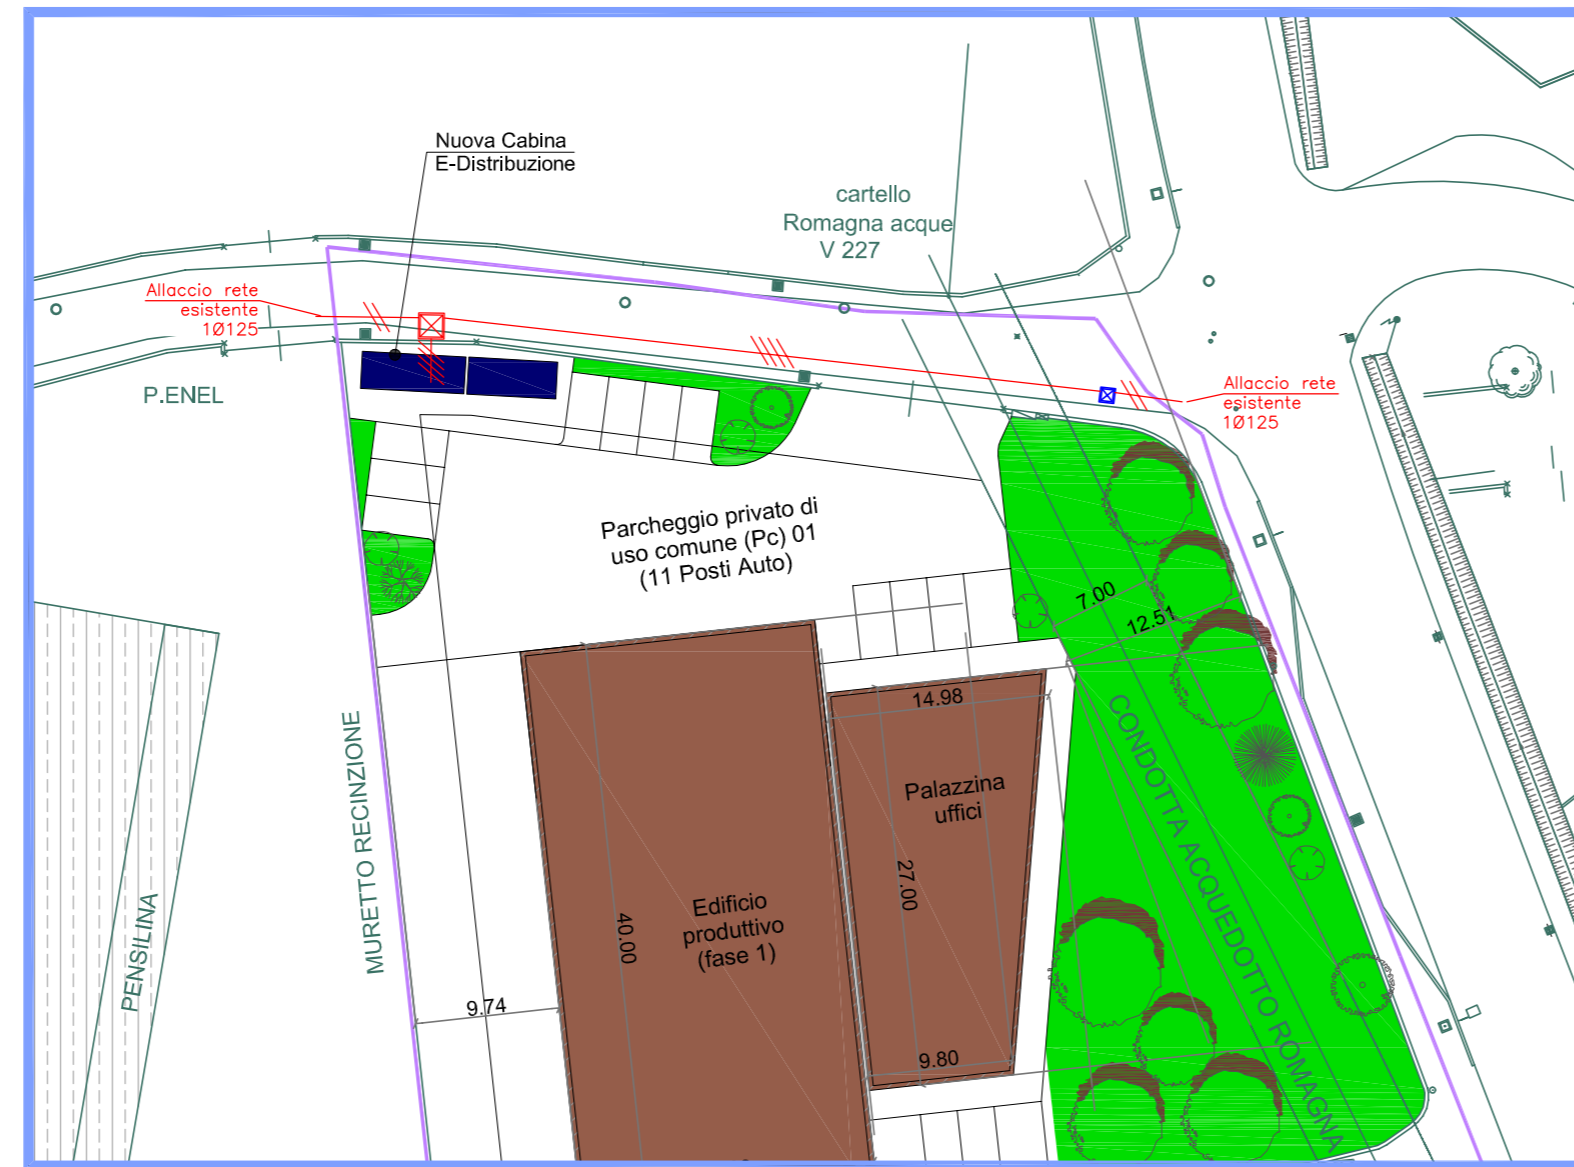 Nuova Cabina
E-Distribuzione
cartello
Romagna acque
V 227
Allaccio rete
esistente
1Ø125
P.ENEL
Allaccio rete
esistente
1Ø125
Parcheggio privato di
uso comune (Pc) 01
(11 Posti Auto)
7.00
12.51
14.98
Palazzina
uffici
27.00
40.00
Edificio
produttivo
(fase 1)
MURETTO RECINZIONE
PENSILINA
CONDOTTA ACQUEDOTTO ROMAGNA
9.74
9.80